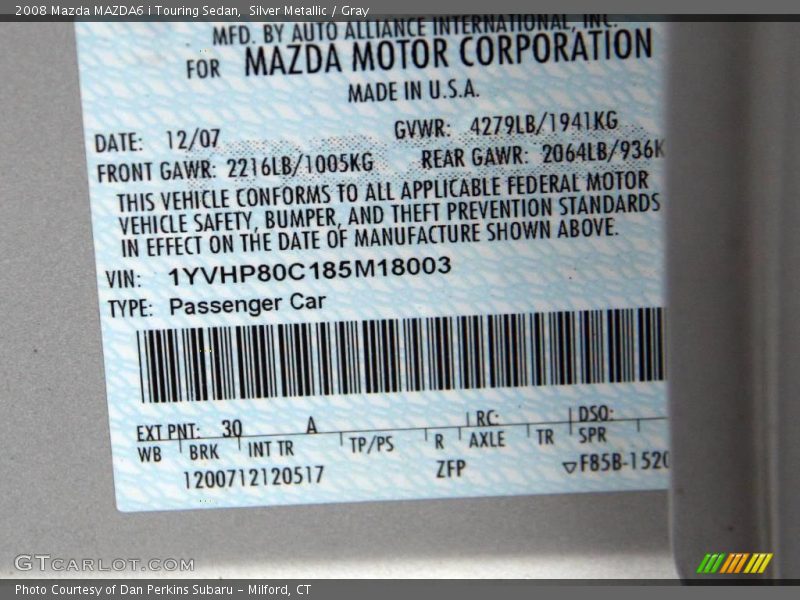 2008 Mazda MAZDA6 i Touring Sedan, Silver Metallic / Gray
MFD. BY AUTO ALLIANCE INTERNATIONAL, INC.
FOR MAZDA MOTOR CORPORATION
MADE IN U.S.A.
DATE: 12/07 GVWR: 4279LB/1941KG
FRONT GAWR: 2216LB/1005KG REAR GAWR: 2064LB/936K
THIS VEHICLE CONFORMS TO ALL APPLICABLE FEDERAL MOTOR
VEHICLE SAFETY, BUMPER, AND THEFT PREVENTION STANDARDS
IN EFFECT ON THE DATE OF MANUFACTURE SHOWN ABOVE.
VIN: 1YVHP80C185M18003
TYPE: Passenger Car
EXT PNT: 30 A RC: DSO:
WB BRK INT TR TP/PS R AXLE TR SPR
1200712120517 ZFP F85B-1520
GTCARLOT.COM
Photo Courtesy of Dan Perkins Subaru - Milford, CT